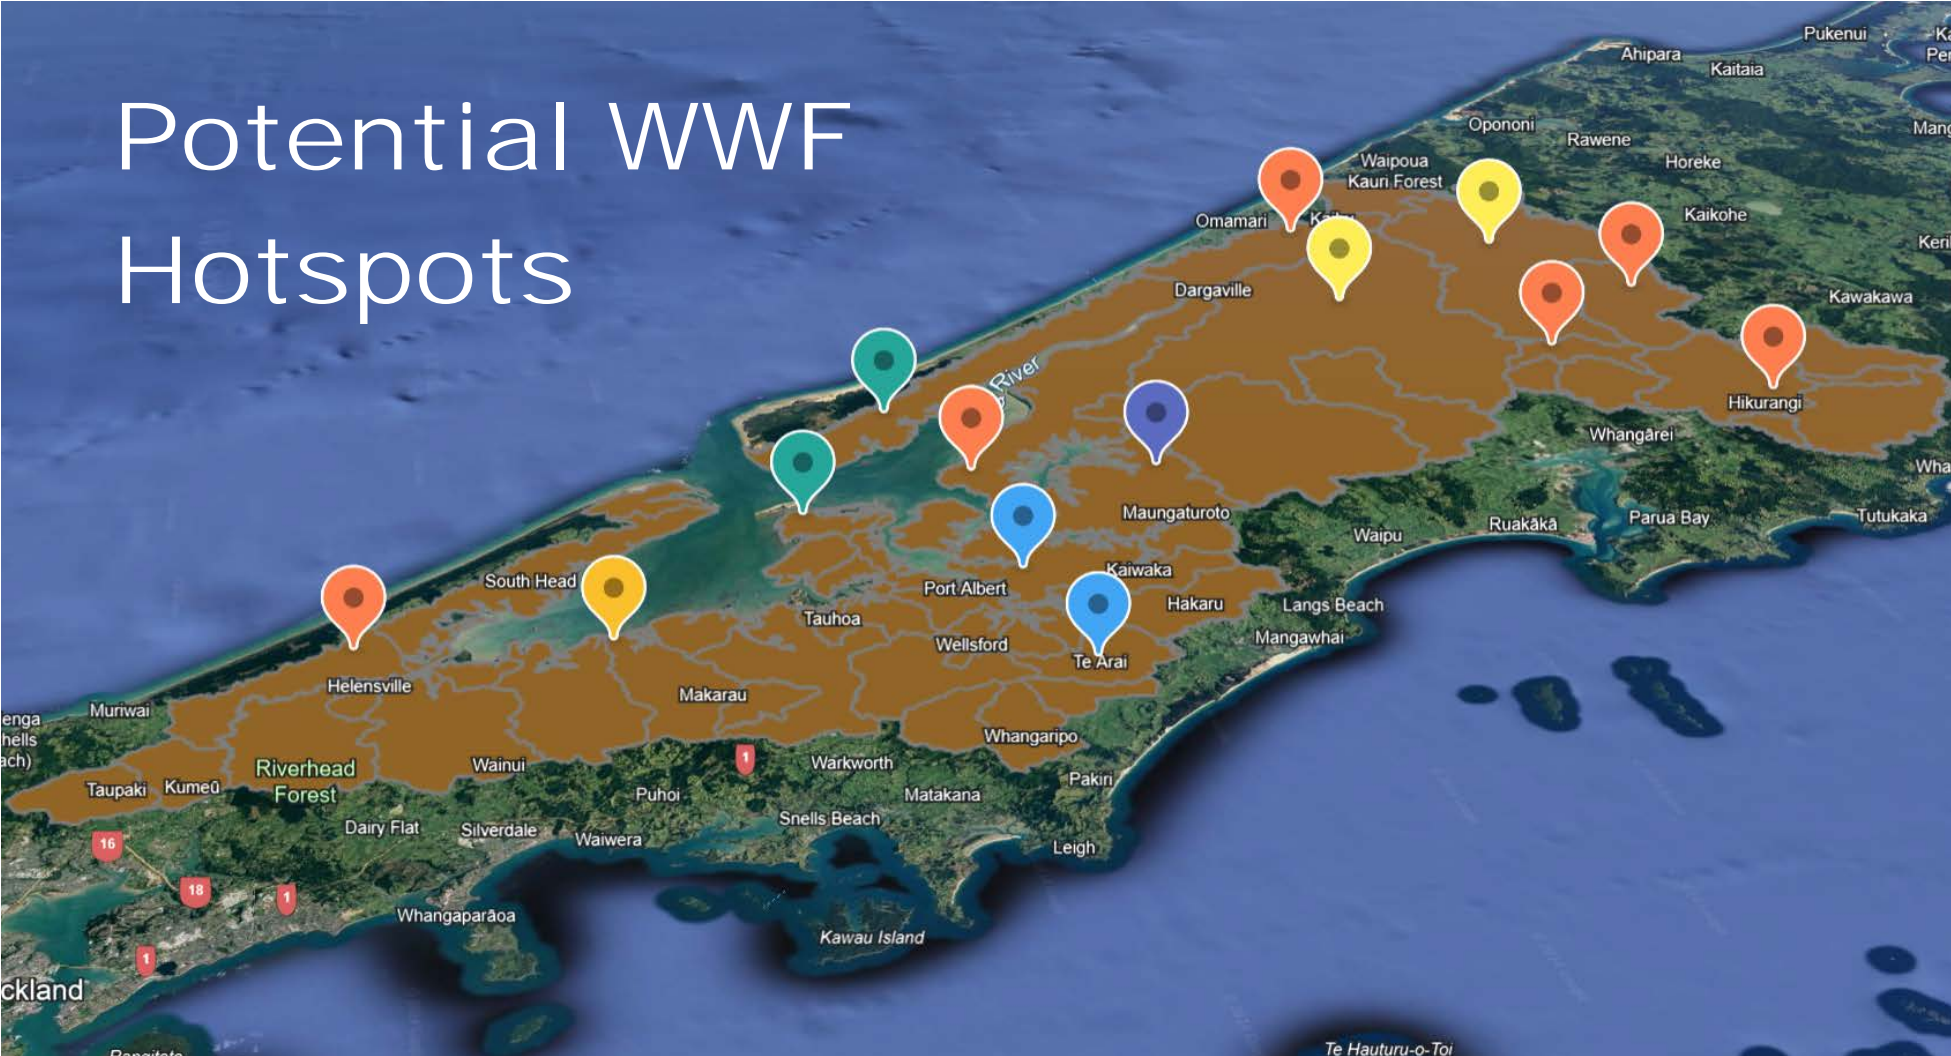 Potential WWF
Hotspots
Pukenui
Ahipara
Kaitaia
Opononi
Rawene
Horeke
Waipoua
Kauri Forest
Kaikohe
Omamari
Dargaville
Kawakawa
River
Hikurangi
Whangārei
Maungaturoto
Waipu
Ruakākā
Parua Bay
Tutukaka
South Head
Port Albert
Kaiwaka
Hakaru
Langs Beach
Tauhoa
Wellsford
Mangawhai
Te Arai
Helensville
Makarau
Muriwai
Whangaripo
Wainui
Warkworth
Riverhead
Forest
Taupaki
Kumeū
1
Pakiri
Puhoi
Matakana
Dairy Flat
Silverdale
Snells Beach
Waiwera
Leigh
16
18
1
Whangaparāoa
Kawau Island
1
ckland
Te Hauturu-o-Toi